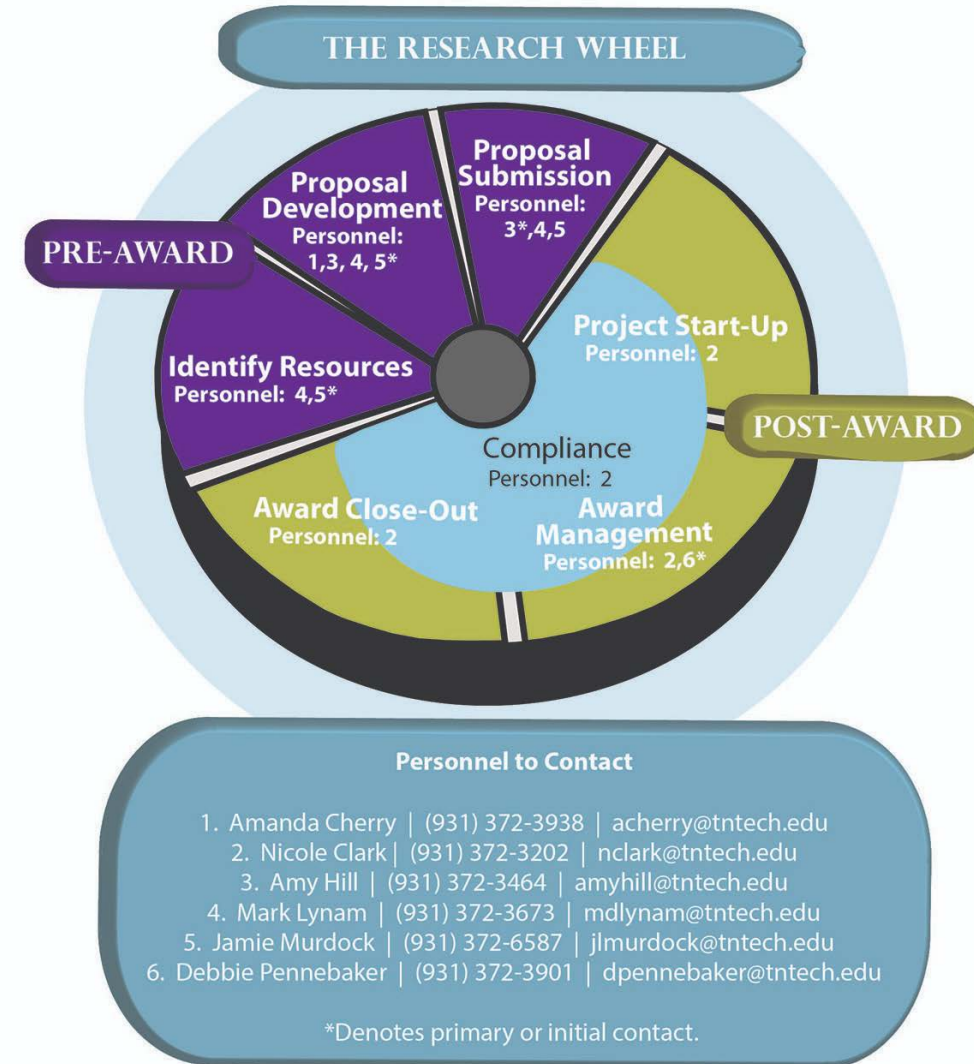 THE RESEARCH WHEEL
PRE-AWARD
Identify Resources
Personnel: 4,5*
Proposal
Development
Personnel:
1,3, 4, 5*
Proposal
Submission
Personnel:
3*,4,5
Project Start-Up
Personnel: 2
POST-AWARD
Compliance
Personnel: 2
Award
Management
Personnel: 2,6*
Award Close-Out
Personnel: 2
Personnel to Contact
1. Amanda Cherry | (931) 372-3938 | acherry@tntech.edu
2. Nicole Clark | (931) 372-3202 | nclark@tntech.edu
3. Amy Hill | (931) 372-3464 | amyhill@tntech.edu
4. Mark Lynam | (931) 372-3673 | mdlynam@tntech.edu
5. Jamie Murdock | (931) 372-6587 | jlmurdock@tntech.edu
6. Debbie Pennebaker | (931) 372-3901 | dpennebaker@tntech.edu
*Denotes primary or initial contact.